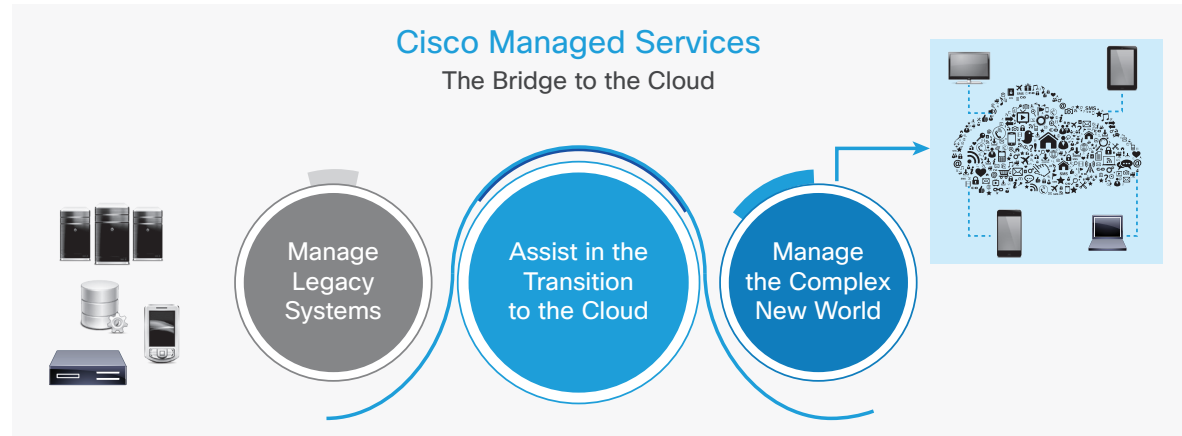 Cisco Managed Services
The Bridge to the Cloud
Manage
Legacy
Systems
Assist in the
Transition
to the Cloud
Manage
the Complex
New World
SMS